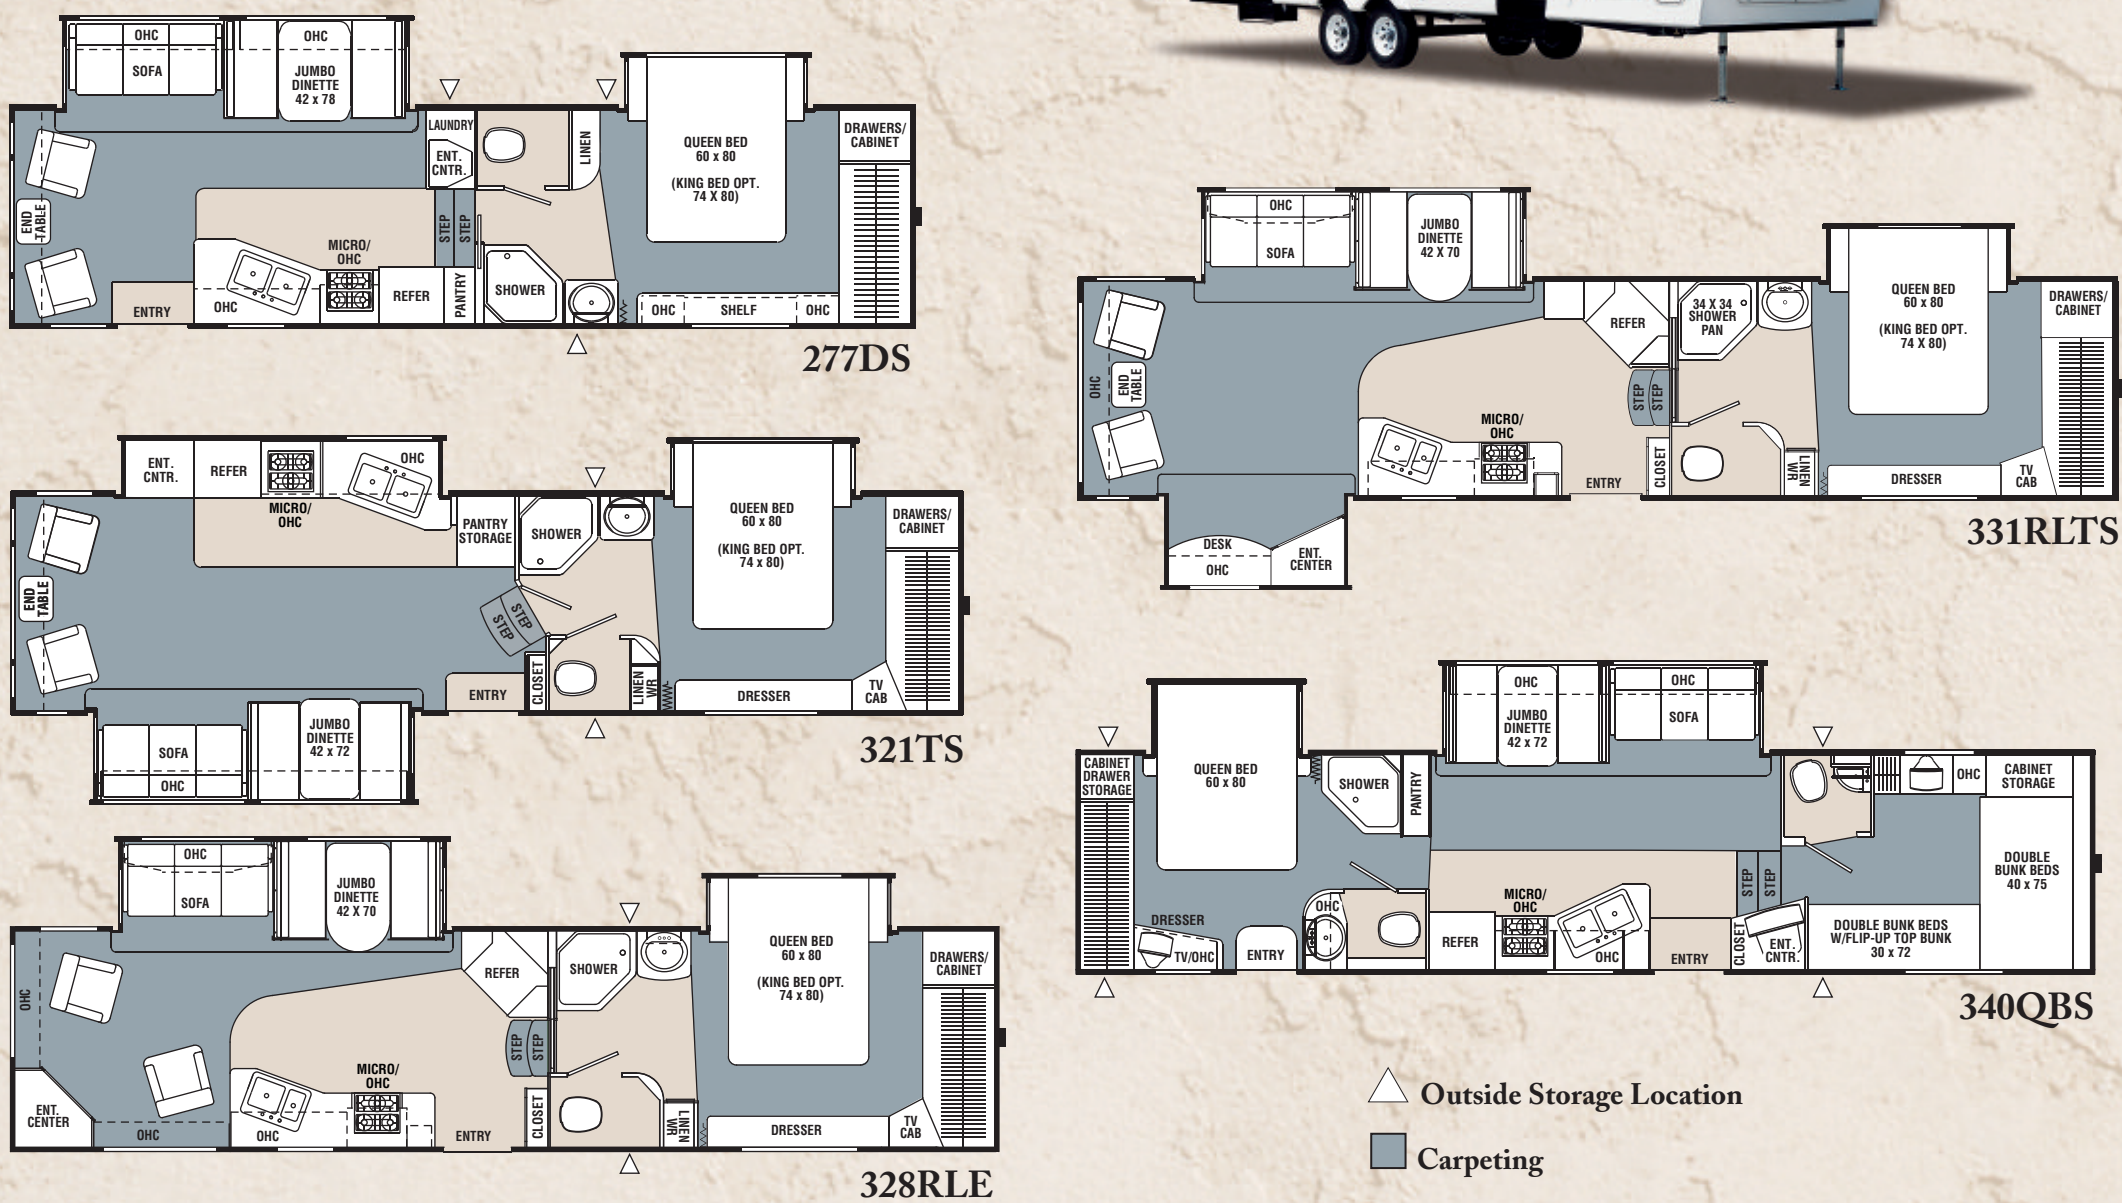 OHC
SOFA
OHC
JUMBO
DINETTE
42 x 78
LAUNDRY
ENT.
CNTR.
LINEN
QUEEN BED
60 x 80
(KING BED OPT.
74 X 80)
DRAWERS/
CABINET
END
TABLE
STEP
STEP
MICRO/
OHC
ENTRY
OHC
REFER
PANTRY
SHOWER
OHC
SHELF
OHC
277DS
ENT.
CNTR.
REFER
MICRO/
OHC
OHC
PANTRY
STORAGE
SHOWER
QUEEN BED
60 x 80
(KING BED OPT.
74 x 80)
DRAWERS/
CABINET
END
TABLE
STEP
STEP
ENTRY
CLOSET
LINEN
WR
DRESSER
TV
CAB
SOFA
OHC
JUMBO
DINETTE
42 x 72
321TS
OHC
SOFA
JUMBO
DINETTE
42 X 70
OHC
REFER
SHOWER
QUEEN BED
60 x 80
(KING BED OPT.
74 x 80)
DRAWERS/
CABINET
STEP
STEP
ENT.
CENTER
OHC
OHC
MICRO/
OHC
ENTRY
CLOSET
LINEN
WR
DRESSER
TV
CAB
328RLE
OHC
SOFA
JUMBO
DINETTE
42 X 70
REFER
34 X 34
SHOWER
PAN
QUEEN BED
60 x 80
(KING BED OPT.
74 X 80)
DRAWERS/
CABINET
OHC
END
TABLE
STEP
STEP
MICRO/
OHC
ENTRY
CLOSET
LINEN
WR
DRESSER
TV
CAB
DESK
OHC
ENT.
CENTER
331RLTS
CABINET
DRAWER
STORAGE
QUEEN BED
60 x 80
SHOWER
PANTRY
OHC
JUMBO
DINETTE
42 x 72
OHC
SOFA
OHC
CABINET
STORAGE
DOUBLE
BUNK BEDS
40 x 75
DRESSER
TV/OHC
ENTRY
OHC
REFER
MICRO/
OHC
OHC
ENTRY
STEP
STEP
CLOSET
ENT.
CNTR.
DOUBLE BUNK BEDS
W/FLIP-UP TOP BUNK
30 x 72
340QBS
Outside Storage Location
Carpeting